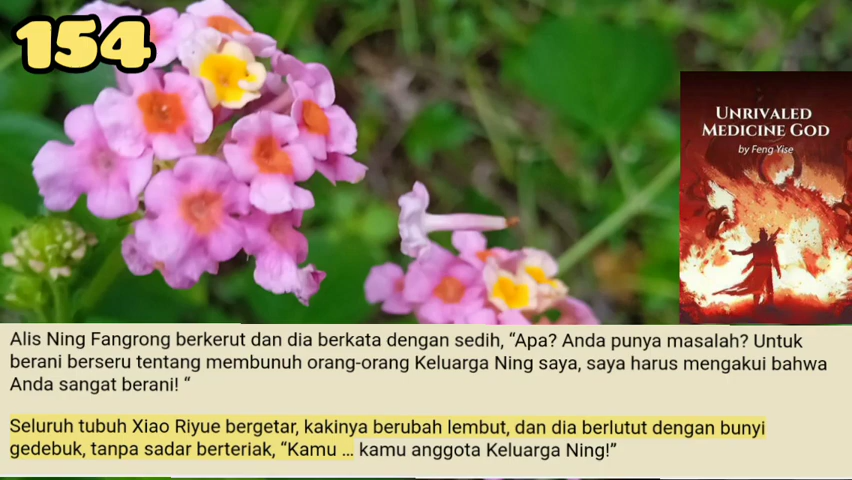 154
UNRIVALED
MEDICINE GOD
by Feng Yise
Alis Ning Fangrong berkerut dan dia berkata dengan sedih, “Apa? Anda punya masalah? Untuk
berani berseru tentang membunuh orang-orang Keluarga Ning saya, saya harus mengakui bahwa
Anda sangat berani! “
Seluruh tubuh Xiao Riyue bergetar, kakinya berubah lembut, dan dia berlutut dengan bunyi
gedebuk, tanpa sadar berteriak, “Kamu ... kamu anggota Keluarga Ning!”